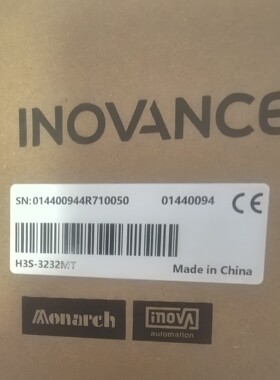 INOVANCE
SN:014400944R710050 01440094 CE
H3S-3232MT
Made in China
Monarch
inovA
automation